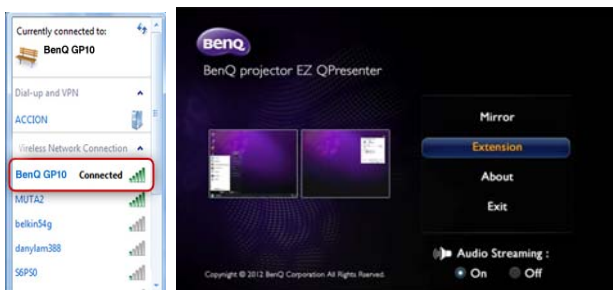 Currently connected to:
BenQ GP10
Dial-up and VPN
ACCION
Wireless Network Connection
BenQ GP10 Connected
MUTA2
belkin54g
danylam388
S6PS0
BenQ
BenQ projector EZ QPresenter
Mirror
Extension
About
Exit
Audio Streaming :
On Off
Copyright © 2012 BenQ Corporation All Rights Reserved.